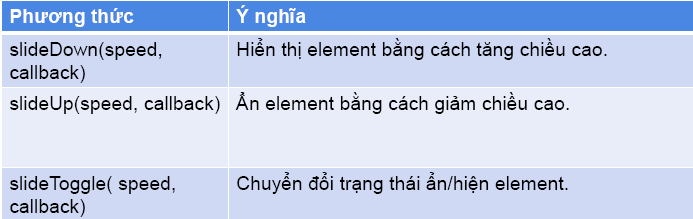 Phương thức
Ý nghĩa
slideDown(speed,
callback)
Hiển thị element bằng cách tăng chiều cao.
slideUp(speed, callback)
Ẩn element bằng cách giảm chiều cao.
slideToggle( speed,
callback)
Chuyển đổi trạng thái ẩn/hiện element.